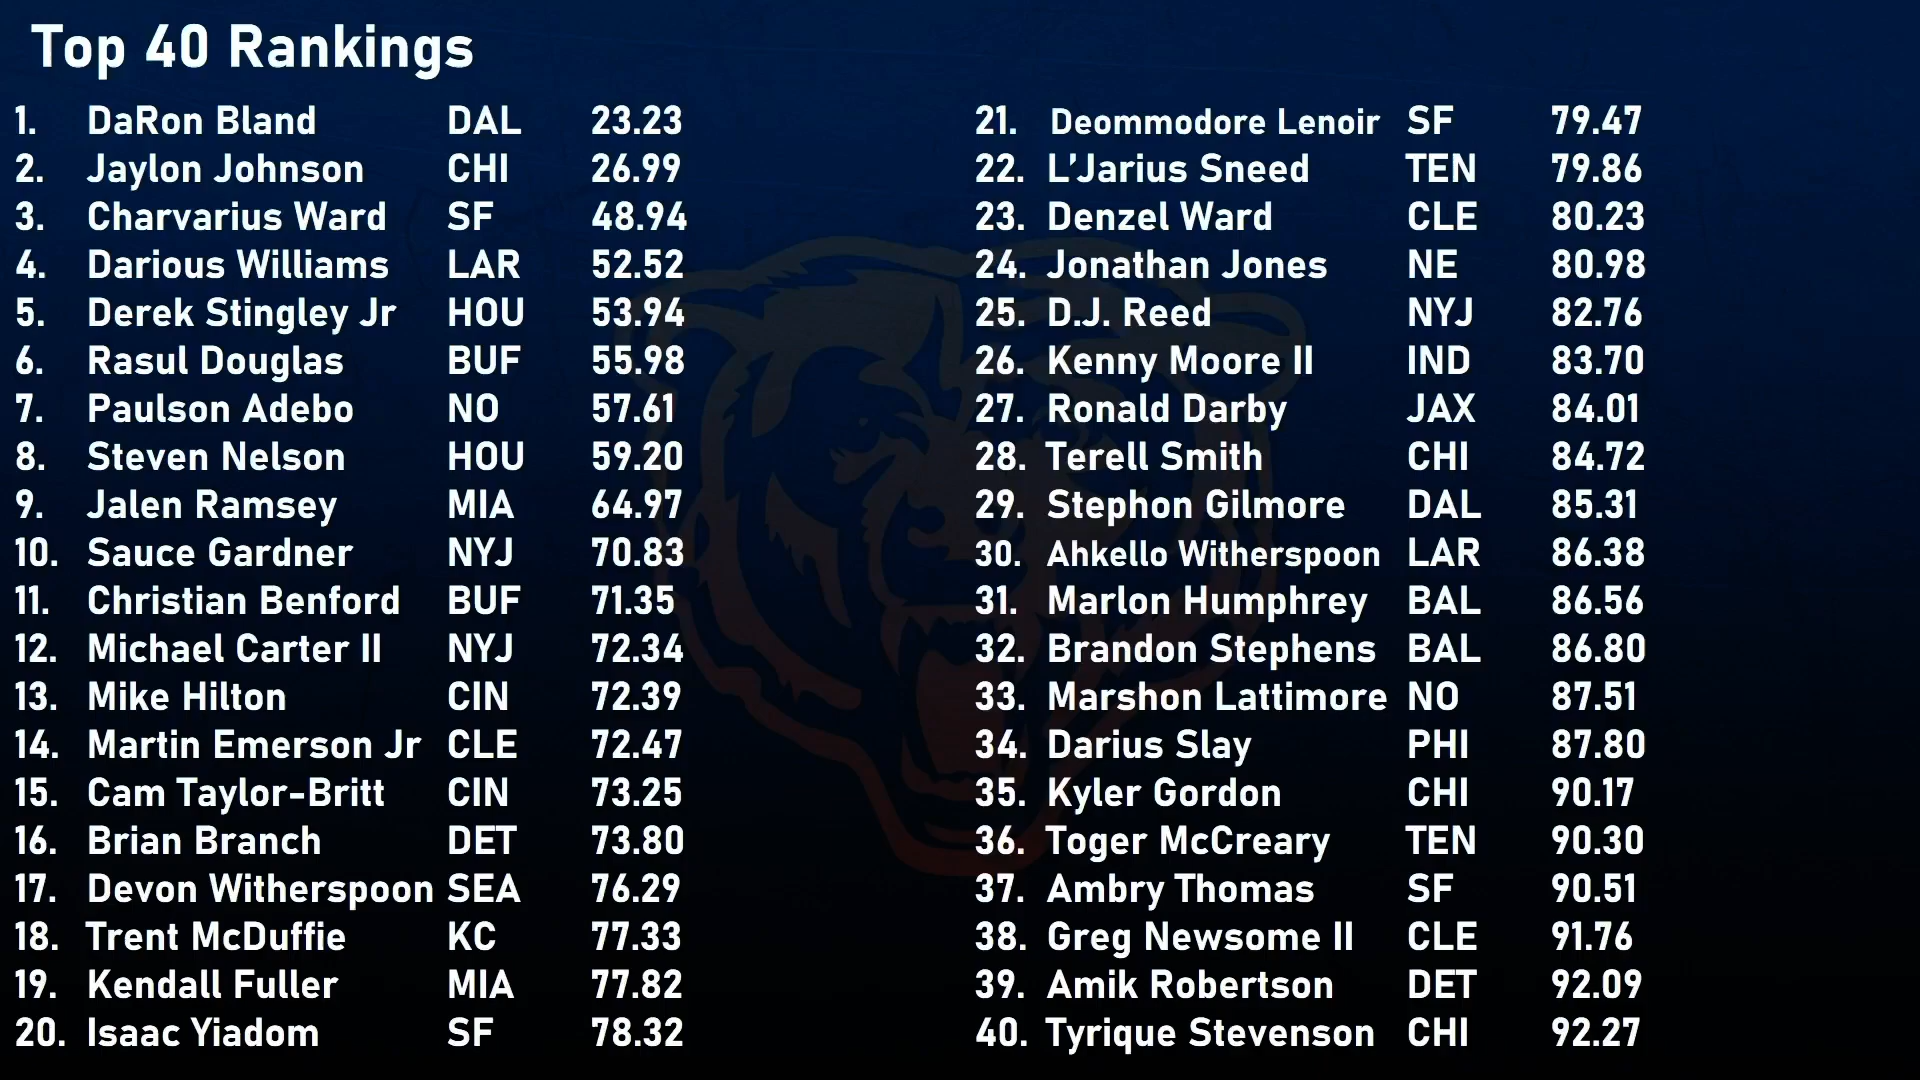 Top 40 Rankings
1. DaRon Bland DAL 23.23
2. Jaylon Johnson CHI 26.99
3. Charvarius Ward SF 48.94
4. Darious Williams LAR 52.52
5. Derek Stingley Jr HOU 53.94
6. Rasul Douglas BUF 55.98
7. Paulson Adebo NO 57.61
8. Steven Nelson HOU 59.20
9. Jalen Ramsey MIA 64.97
10. Sauce Gardner NYJ 70.83
11. Christian Benford BUF 71.35
12. Michael Carter II NYJ 72.34
13. Mike Hilton CIN 72.39
14. Martin Emerson Jr CLE 72.47
15. Cam Taylor-Britt CIN 73.25
16. Brian Branch DET 73.80
17. Devon Witherspoon SEA 76.29
18. Trent McDuffie KC 77.33
19. Kendall Fuller MIA 77.82
20. Isaac Yiadom SF 78.32
21. Deommodore Lenoir SF 79.47
22. L’Jarius Sneed TEN 79.86
23. Denzel Ward CLE 80.23
24. Jonathan Jones NE 80.98
25. D.J. Reed NYJ 82.76
26. Kenny Moore II IND 83.70
27. Ronald Darby JAX 84.01
28. Terell Smith CHI 84.72
29. Stephon Gilmore DAL 85.31
30. Ahkello Witherspoon LAR 86.38
31. Marlon Humphrey BAL 86.56
32. Brandon Stephens BAL 86.80
33. Marshon Lattimore NO 87.51
34. Darius Slay PHI 87.80
35. Kyler Gordon CHI 90.17
36. Toger McCreary TEN 90.30
37. Ambry Thomas SF 90.51
38. Greg Newsome II CLE 91.76
39. Amik Robertson DET 92.09
40. Tyrique Stevenson CHI 92.27